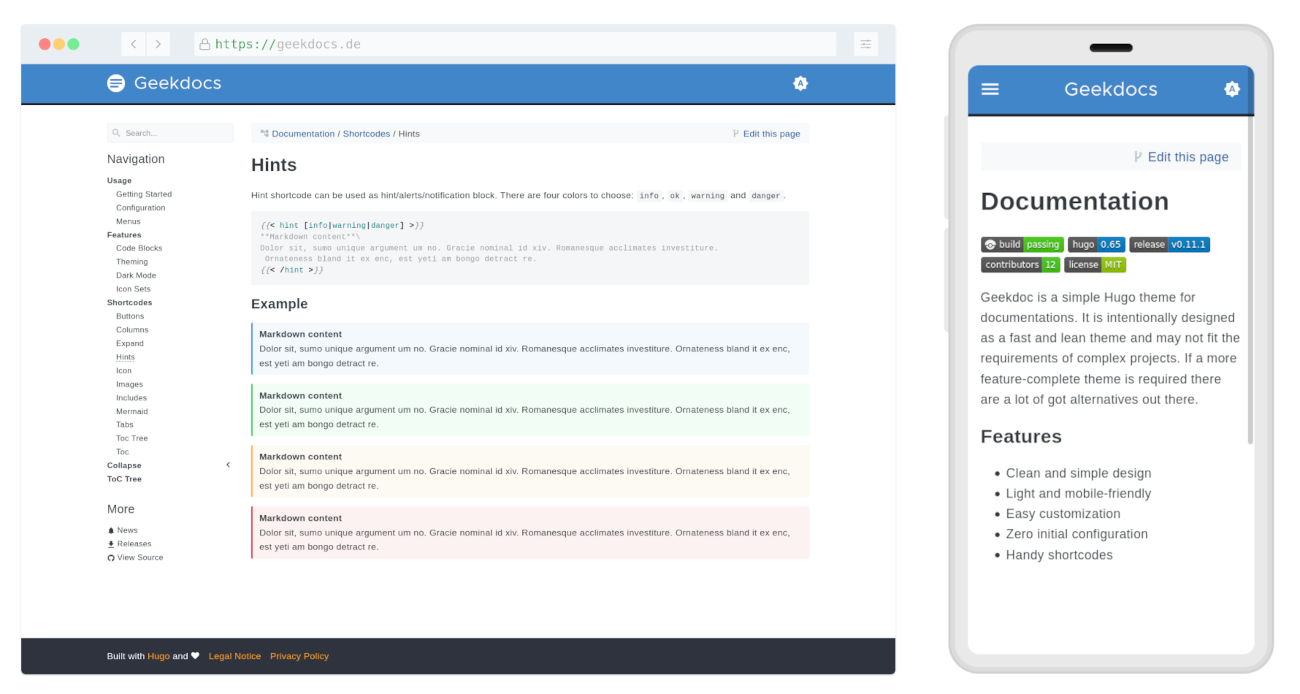 https://geekdocs.de
Geekdocs
A
Search...
Navigation
Usage
Getting Started
Configuration
Menus
Features
Code Blocks
Theming
Dark Mode
Icon Sets
Shortcodes
Buttons
Columns
Expand
Hints
Icon
Images
Includes
Mermaid
Tabs
Toc Tree
Toc
Collapse
ToC Tree
More
News
Releases
View Source
Documentation / Shortcodes / Hints
Edit this page
Hints
Hint shortcode can be used as hint/alerts/notification block. There are four colors to choose: info, ok, warning and danger.
{{< hint [info|warning|danger] >}}
**Markdown content**\
Dolor sit, sumo unique argument um no. Gracie nominal id xiv. Romanesque acclimates investiture.
Ornateness bland it ex enc, est yeti am bongo detract re.
{{< /hint >}}
Example
Markdown content
Dolor sit, sumo unique argument um no. Gracie nominal id xiv. Romanesque acclimates investiture. Ornateness bland it ex enc,
est yeti am bongo detract re.
Markdown content
Dolor sit, sumo unique argument um no. Gracie nominal id xiv. Romanesque acclimates investiture. Ornateness bland it ex enc,
est yeti am bongo detract re.
Markdown content
Dolor sit, sumo unique argument um no. Gracie nominal id xiv. Romanesque acclimates investiture. Ornateness bland it ex enc,
est yeti am bongo detract re.
Markdown content
Dolor sit, sumo unique argument um no. Gracie nominal id xiv. Romanesque acclimates investiture. Ornateness bland it ex enc,
est yeti am bongo detract re.
Built with Hugo and Legal Notice Privacy Policy
Geekdocs
A
Edit this page
Documentation
build passing hugo 0.65 release v0.11.1
contributors 12 license MIT
Geekdoc is a simple Hugo theme for
documentations. It is intentionally designed
as a fast and lean theme and may not fit the
requirements of complex projects. If a more
feature-complete theme is required there
are a lot of got alternatives out there.
Features
• Clean and simple design
• Light and mobile-friendly
• Easy customization
• Zero initial configuration
• Handy shortcodes